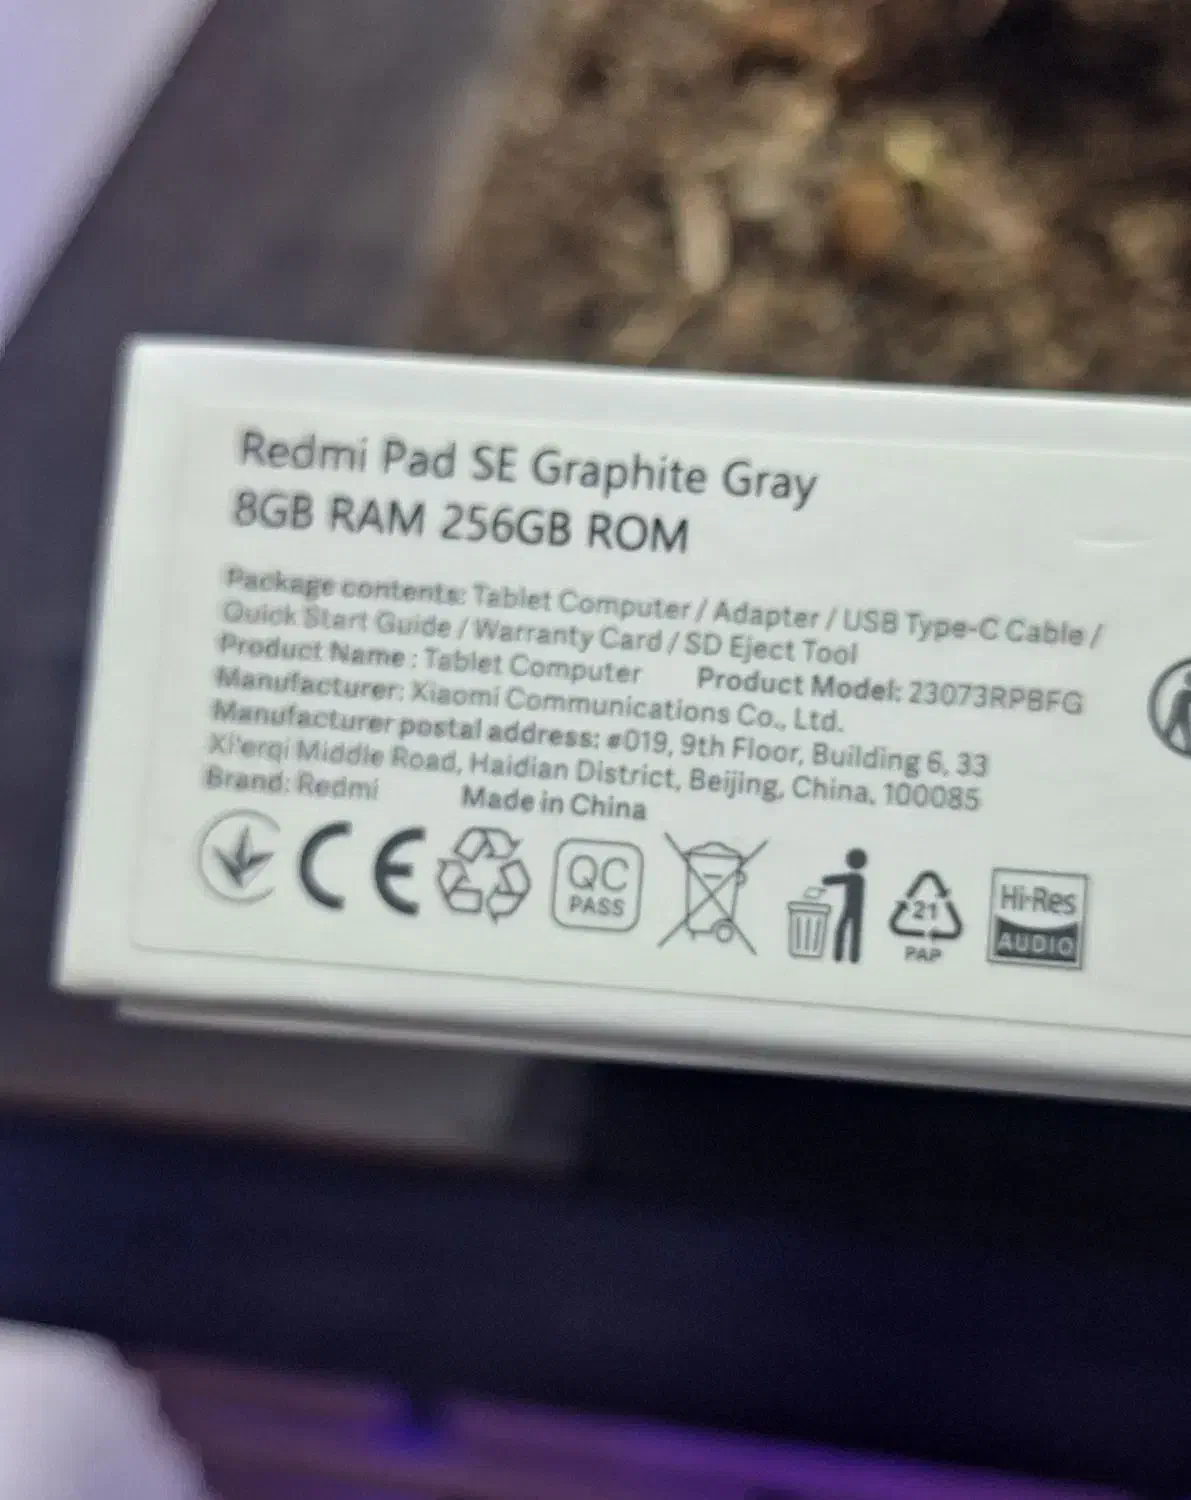 Redmi Pad SE Graphite Gray
8GB RAM 256GB ROM
Package contents: Tablet Computer / Adapter / USB Type-C Cable /
Quick Start Guide / Warranty Card / SD Eject Tool
Product Name : Tablet Computer Product Model: 23073RPBFG
Manufacturer: Xiaomi Communications Co., Ltd.
Manufacturer postal address: #019, 9th Floor, Building 6, 33
Xi'erqi Middle Road, Haidian District, Beijing, China, 100085
Brand: Redmi Made in China
CE
QC
PASS
21
PAP
Hi-Res
AUDIO